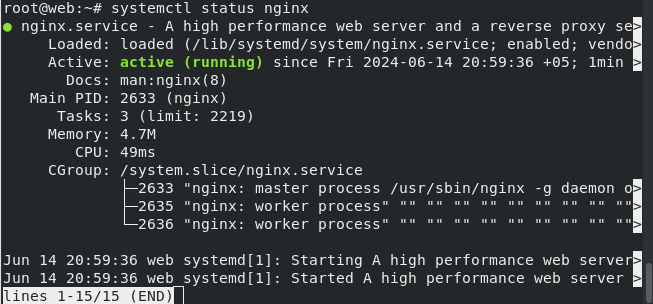 root@web:~# systemctl status nginx
● nginx.service - A high performance web server and a reverse proxy se>
     Loaded: loaded (/lib/systemd/system/nginx.service; enabled; vendo>
     Active: active (running) since Fri 2024-06-14 20:59:36 +05; 1min >
       Docs: man:nginx(8)
   Main PID: 2633 (nginx)
      Tasks: 3 (limit: 2219)
     Memory: 4.7M
        CPU: 49ms
     CGroup: /system.slice/nginx.service
             ├─2633 "nginx: master process /usr/sbin/nginx -g daemon o>
             ├─2635 "nginx: worker process" "" "" "" "" "" "" "" "" "">
             └─2636 "nginx: worker process" "" "" "" "" "" "" "" "" "">

Jun 14 20:59:36 web systemd[1]: Starting A high performance web server>
Jun 14 20:59:36 web systemd[1]: Started A high performance web server >
lines 1-15/15 (END)